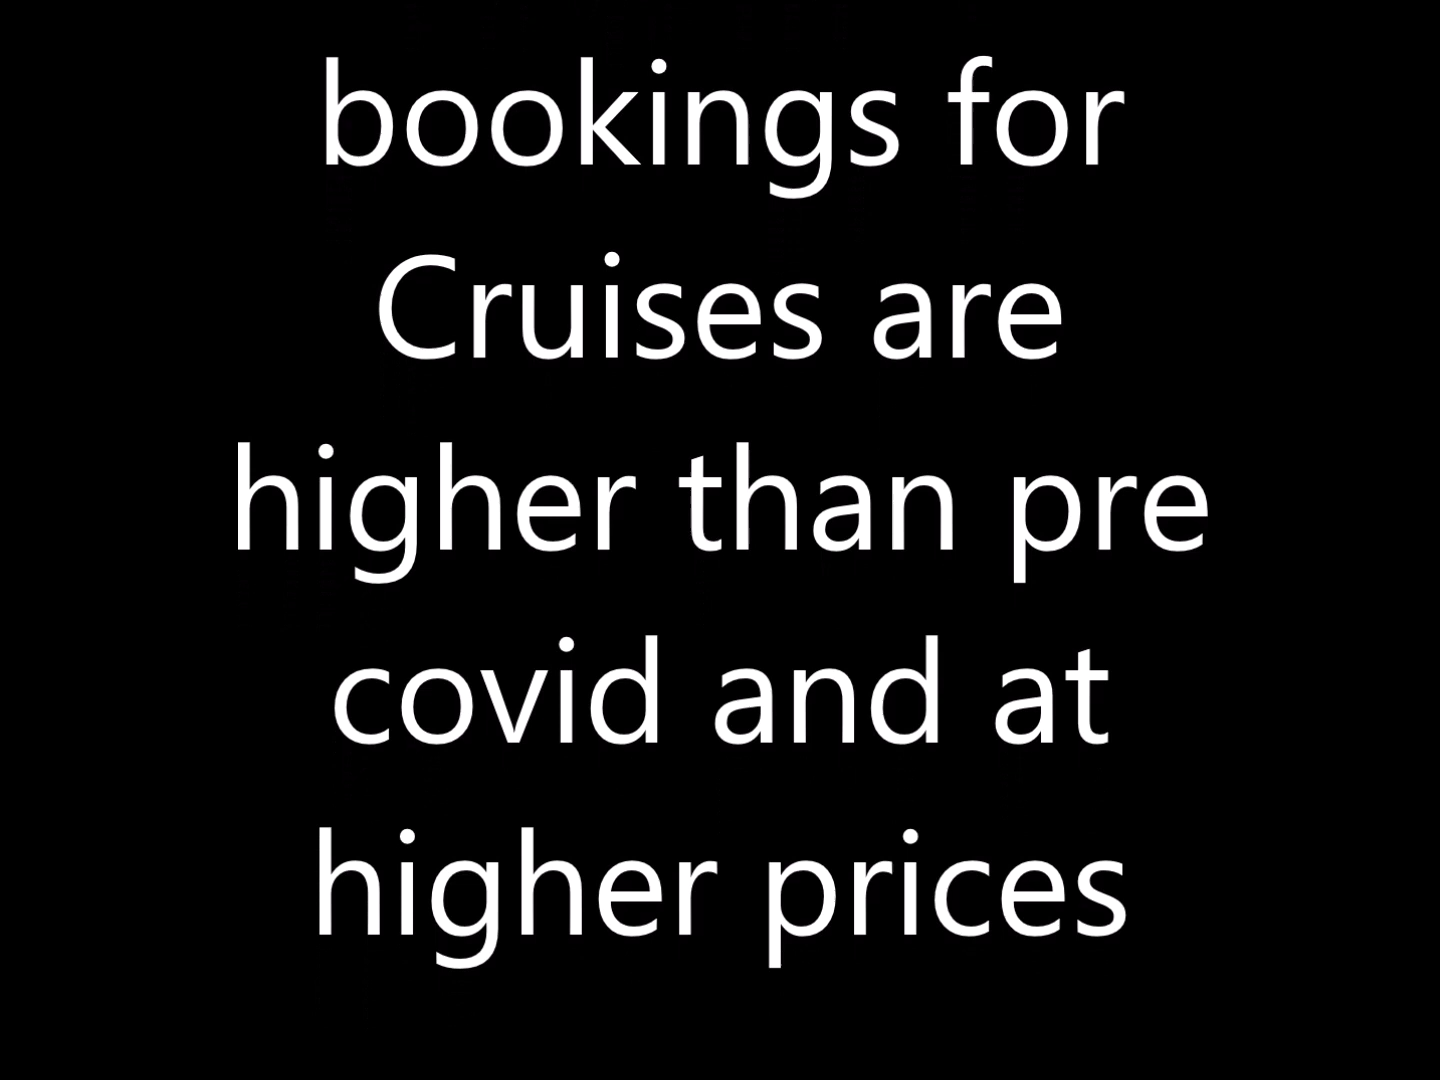 bookings for
Cruises are
higher than pre
covid and at
higher prices